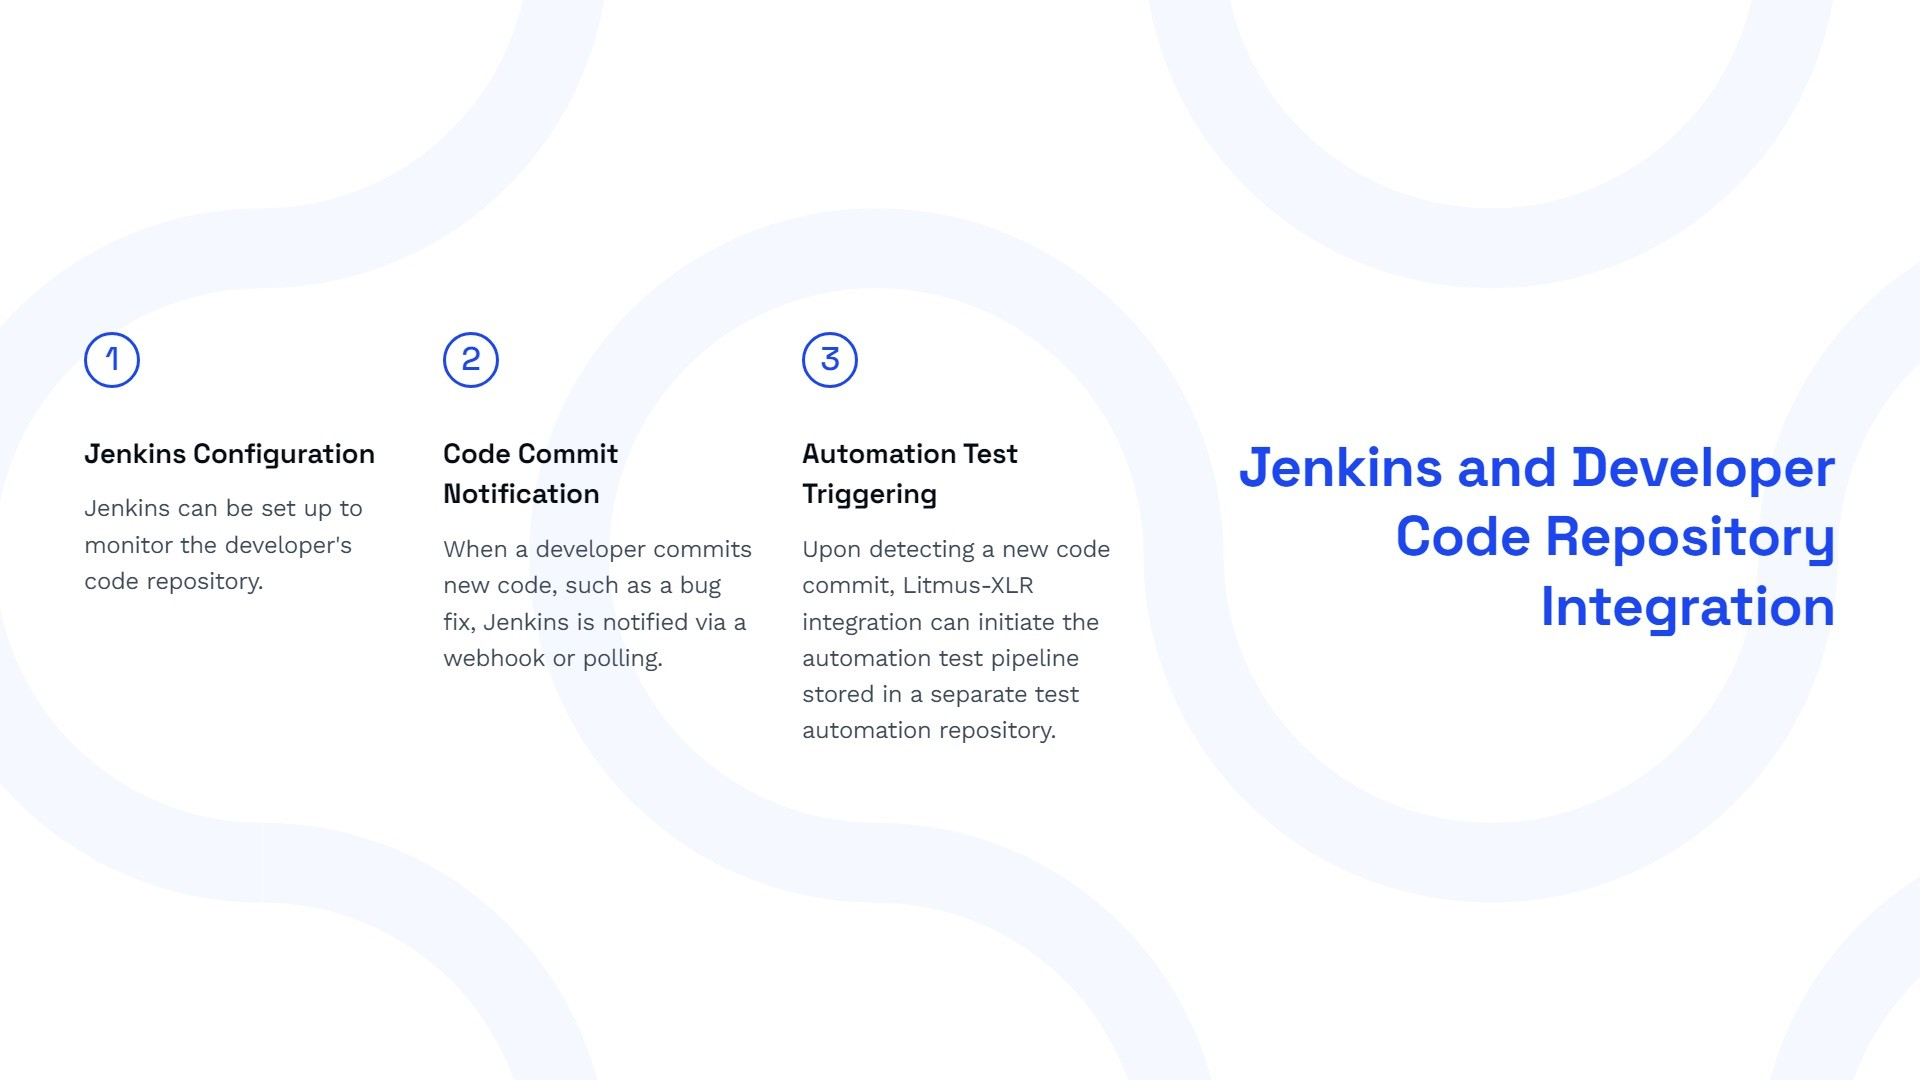 1
Jenkins Configuration
Jenkins can be set up to
monitor the developer's
code repository.
2
Code Commit
Notification
When a developer commits
new code, such as a bug
fix, Jenkins is notified via a
webhook or polling.
3
Automation Test
Triggering
Upon detecting a new code
commit, Litmus-XLR
integration can initiate the
automation test pipeline
stored in a separate test
automation repository.
Jenkins and Developer
Code Repository
Integration